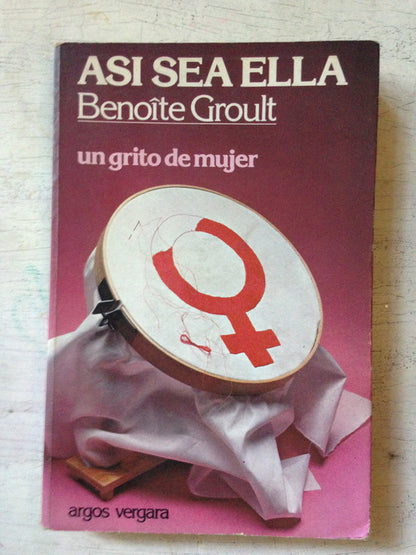 ASI SEA ELLA
Benoîte Groult
un grito de mujer
argos vergara